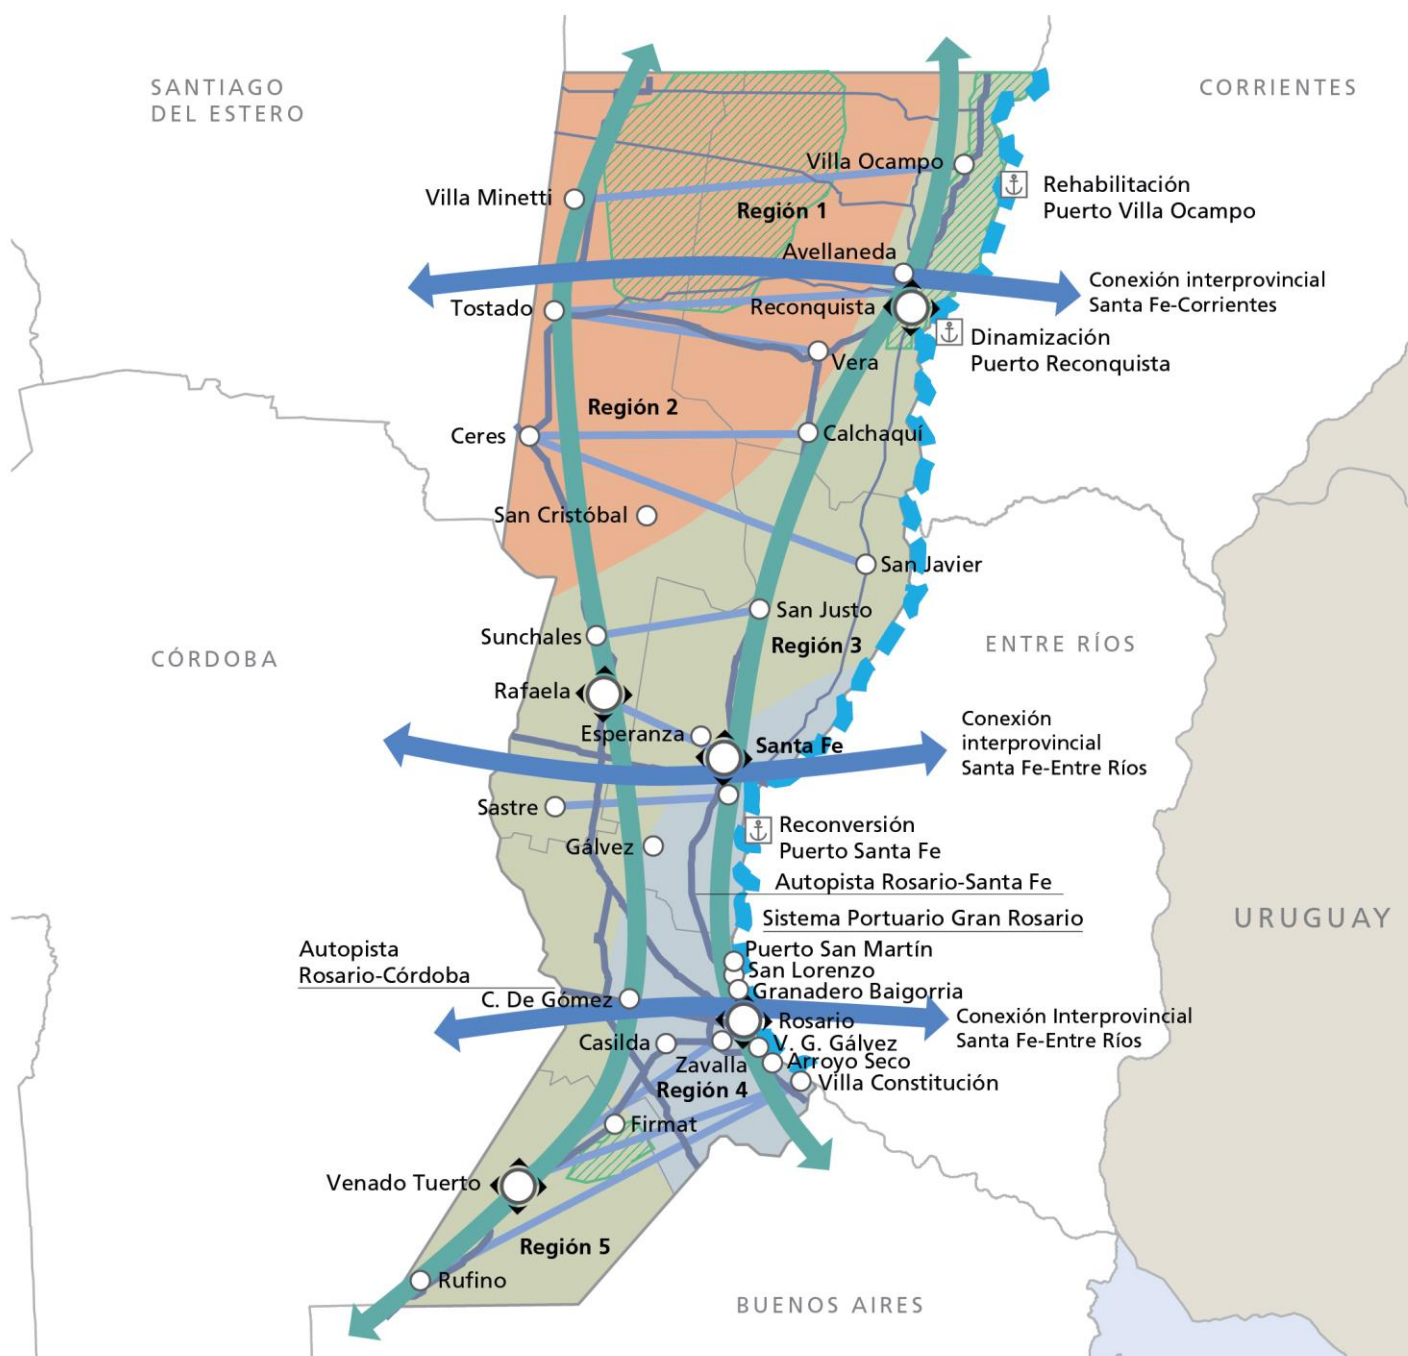 SANTIAGO
DEL ESTERO
CORRIENTES
Villa Ocampo
Villa Minetti
Rehabilitación
Puerto Villa Ocampo
Región 1
Avellaneda
Conexión interprovincial
Santa Fe-Corrientes
Tostado
Reconquista
Dinamización
Puerto Reconquista
Vera
Región 2
Ceres
Calchaquí
San Cristóbal
San Javier
San Justo
Sunchales
Región 3
ENTRE RÍOS
CÓRDOBA
Rafaela
Esperanza
Santa Fe
Conexión
interprovincial
Santa Fe-Entre Ríos
Sastre
Gálvez
Reconversión
Puerto Santa Fe
Autopista Rosario-Santa Fe
Sistema Portuario Gran Rosario
URUGUAY
Autopista
Rosario-Córdoba
Puerto San Martín
San Lorenzo
Granadero Baigorria
C. De Gómez
Rosario
Conexión Interprovincial
Santa Fe-Entre Ríos
Casilda
V. G. Gálvez
Zavalla
Arroyo Seco
Región 4
Villa Constitución
Firmat
Venado Tuerto
Región 5
Rufino
BUENOS AIRES